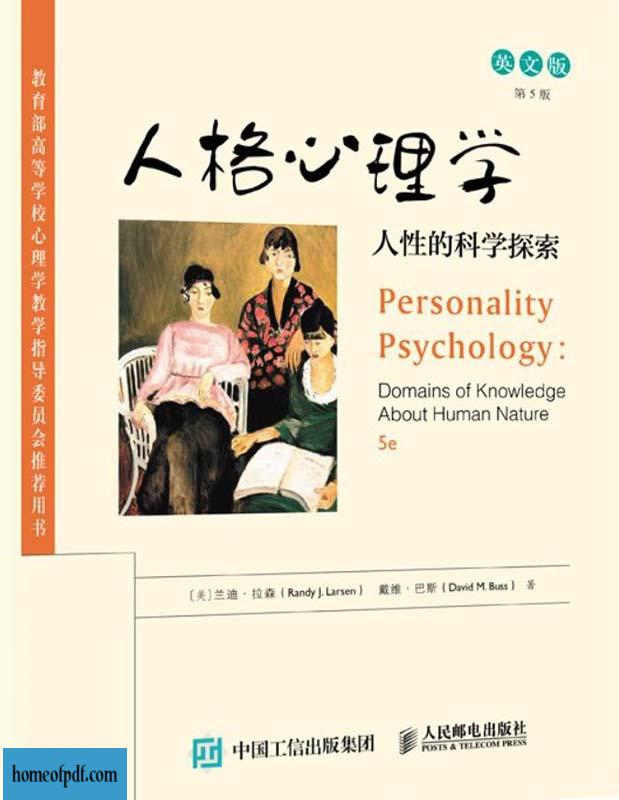 英文版
第5版
人格心理学
人性的科学探索
Personality
Psychology:
Domains of Knowledge
About Human Nature
5e
教育部高等学校心理学教学指导委员会推荐用书
[美]兰迪·拉森(Randy J. Larsen) 戴维·巴斯(David M. Buss) 著
中国工信出版集团
人民邮电出版社
POSTS & TELECOM PRESS
homeofpdf.com